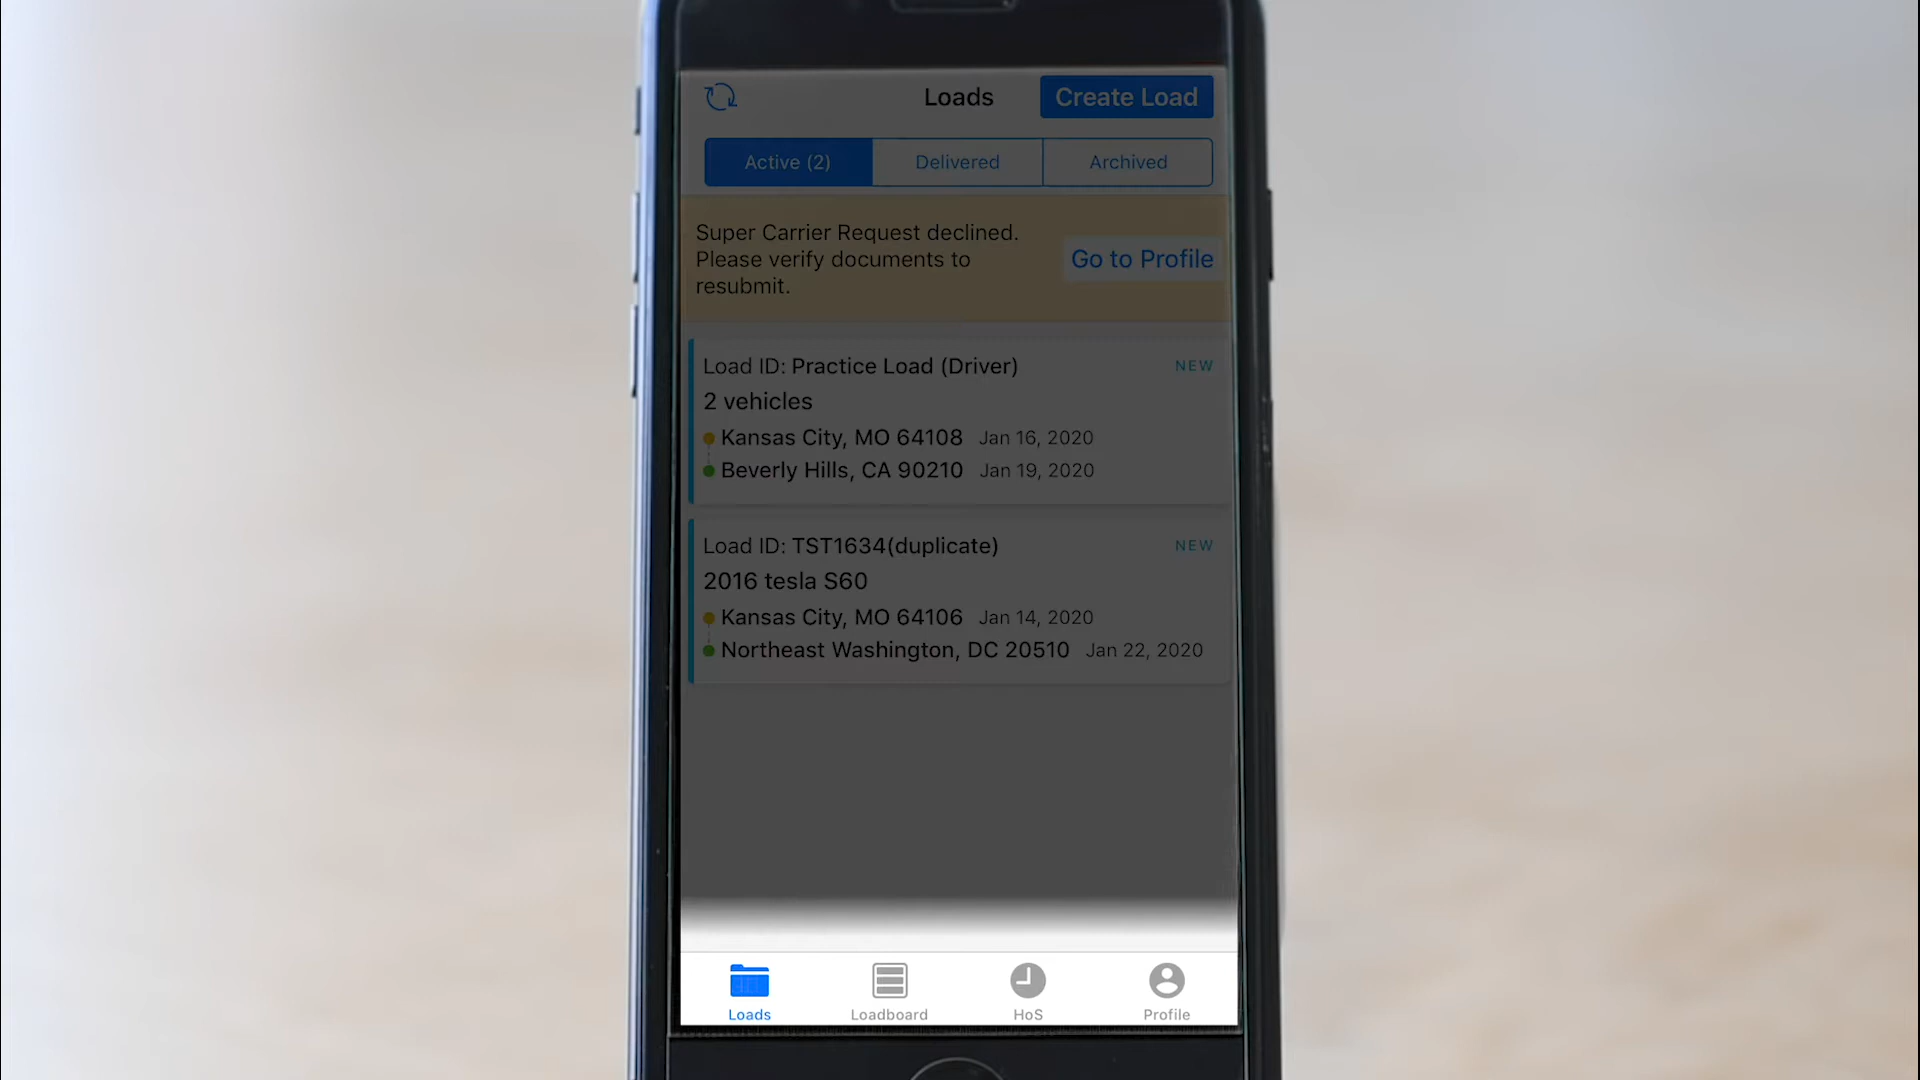 Loads
Create Load
Active (2)
Delivered
Archived
Super Carrier Request declined.
Please verify documents to
resubmit.
Go to Profile
Load ID: Practice Load (Driver)
NEW
2 vehicles
Kansas City, MO 64108 Jan 16, 2020
Beverly Hills, CA 90210 Jan 19, 2020
Load ID: TST1634(duplicate)
NEW
2016 tesla S60
Kansas City, MO 64106 Jan 14, 2020
Northeast Washington, DC 20510 Jan 22, 2020
Loads
Loadboard
HoS
Profile